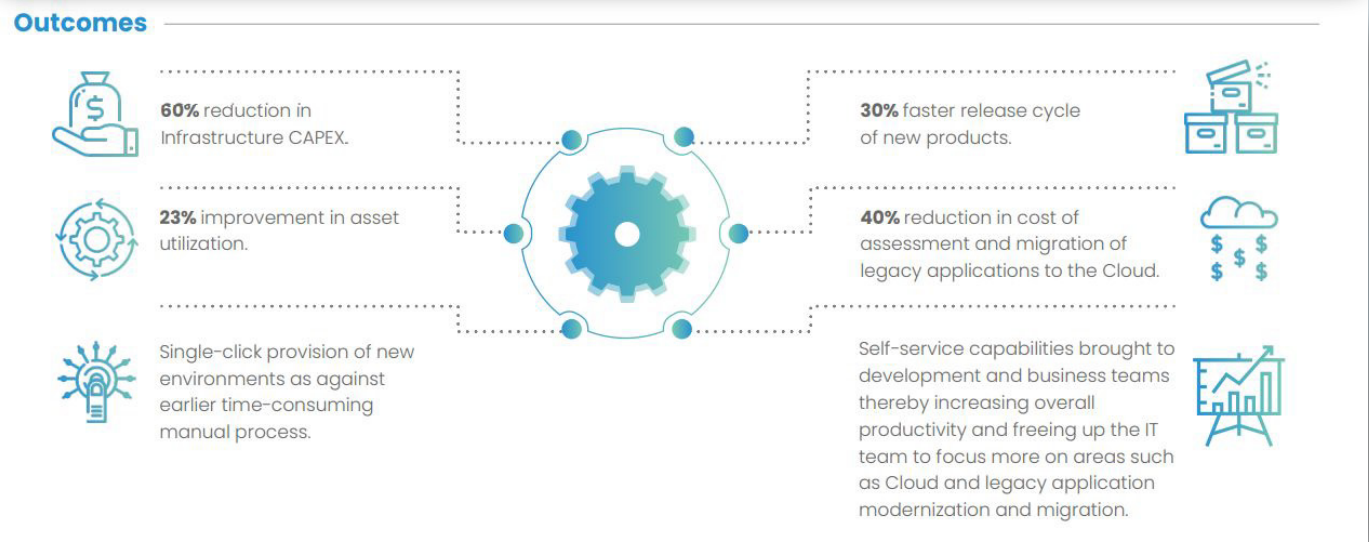 Outcomes
60% reduction in
Infrastructure CAPEX.
23% improvement in asset
utilization.
Single-click provision of new
environments as against
earlier time-consuming
manual process.
30% faster release cycle
of new products.
40% reduction in cost of
assessment and migration of
legacy applications to the Cloud.
Self-service capabilities brought to
development and business teams
thereby increasing overall
productivity and freeing up the IT
team to focus more on areas such
as Cloud and legacy application
modernization and migration.